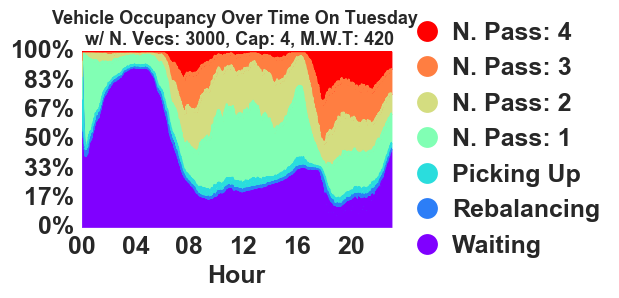 Vehicle Occupancy Over Time On Tuesday
w/ N. Vecs: 3000, Cap: 4, M.W.T: 420
100%
83%
67%
50%
33%
17%
0%
00 04 08 12 16 20
Hour
N. Pass: 4
N. Pass: 3
N. Pass: 2
N. Pass: 1
Picking Up
Rebalancing
Waiting